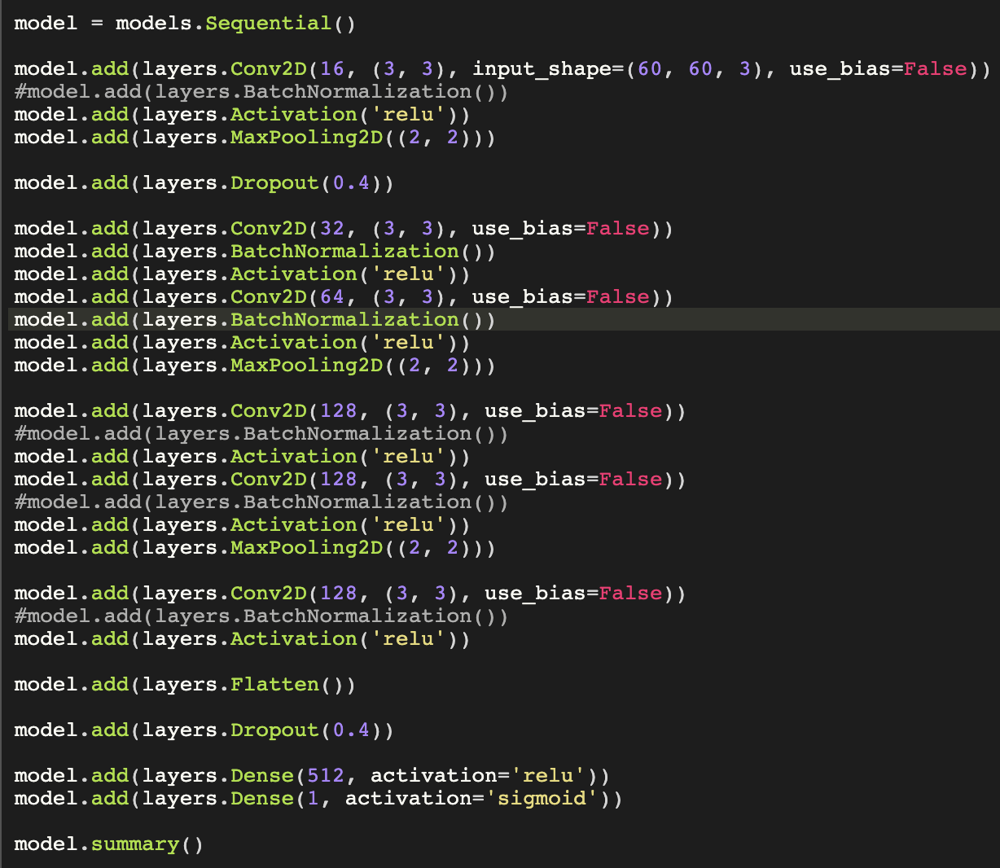 model = models.Sequential()
model.add(layers.Conv2D(16, (3, 3), input_shape=(60, 60, 3), use_bias=False))
#model.add(layers.BatchNormalization())
model.add(layers.Activation('relu'))
model.add(layers.MaxPooling2D((2, 2)))
model.add(layers.Dropout(0.4))
model.add(layers.Conv2D(32, (3, 3), use_bias=False))
model.add(layers.BatchNormalization())
model.add(layers.Activation('relu'))
model.add(layers.Conv2D(64, (3, 3), use_bias=False))
model.add(layers.BatchNormalization())
model.add(layers.Activation('relu'))
model.add(layers.MaxPooling2D((2, 2)))
model.add(layers.Conv2D(128, (3, 3), use_bias=False))
#model.add(layers.BatchNormalization())
model.add(layers.Activation('relu'))
model.add(layers.Conv2D(128, (3, 3), use_bias=False))
#model.add(layers.BatchNormalization())
model.add(layers.Activation('relu'))
model.add(layers.MaxPooling2D((2, 2)))
model.add(layers.Conv2D(128, (3, 3), use_bias=False))
#model.add(layers.BatchNormalization())
model.add(layers.Activation('relu'))
model.add(layers.Flatten())
model.add(layers.Dropout(0.4))
model.add(layers.Dense(512, activation='relu'))
model.add(layers.Dense(1, activation='sigmoid'))
model.summary()